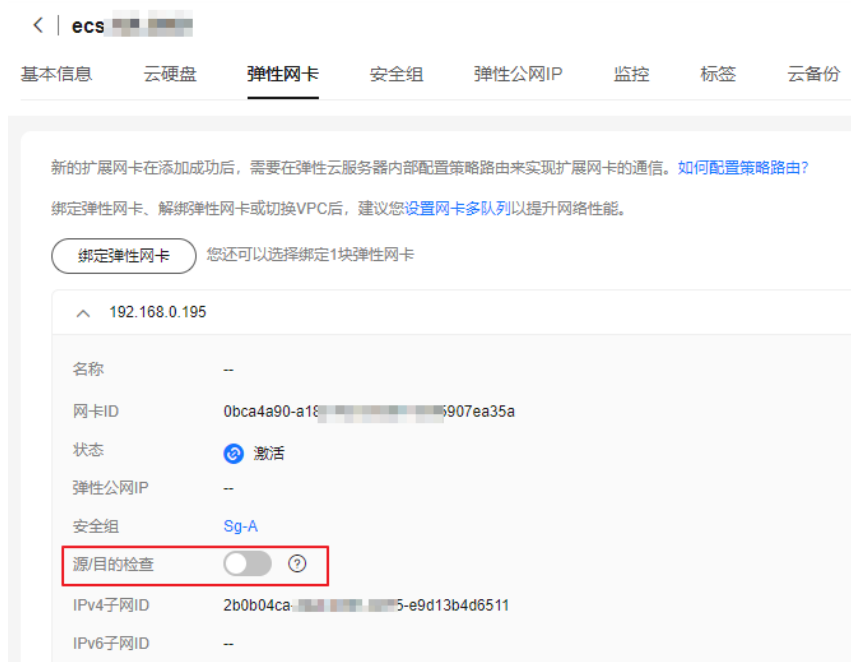 ecs
基本信息 云硬盘 弹性网卡 安全组 弹性公网IP 监控 标签 云备份
新的扩展网卡在添加成功后，需要在弹性云服务器内部配置策略路由来实现扩展网卡的通信。如何配置策略路由?
绑定弹性网卡、解绑弹性网卡或切换VPC后，建议您设置网卡多队列以提升网络性能。
绑定弹性网卡 您还可以选择绑定1块弹性网卡
192.168.0.195
名称 --
网卡ID 0bca4a90-a18 5907ea35a
状态 激活
弹性公网IP --
安全组 Sg-A
源/目的检查 ?
IPv4子网ID 2b0b04ca- 5-e9d13b4d6511
IPv6子网ID --